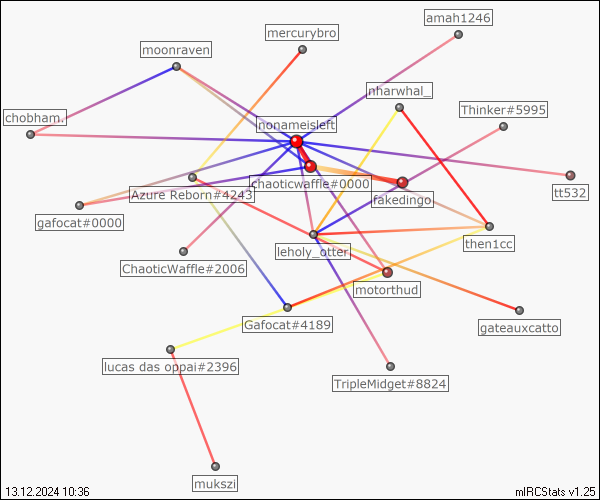 amah1246
mercurybro
moonraven
nharwhal_
Thinker#5995
chobham.
nonameisleft
chaoticwaffle#0000
Azure Reborn#4243
fakedingo
tt532
gafocat#0000
then1cc
leholy_otter
ChaoticWaffle#2006
motorthud
Gafocat#4189
gateauxcatto
lucas das oppai#2396
TripleMidget#8824
mukszi
13.12.2024 10:36
mIRCStats v1.25